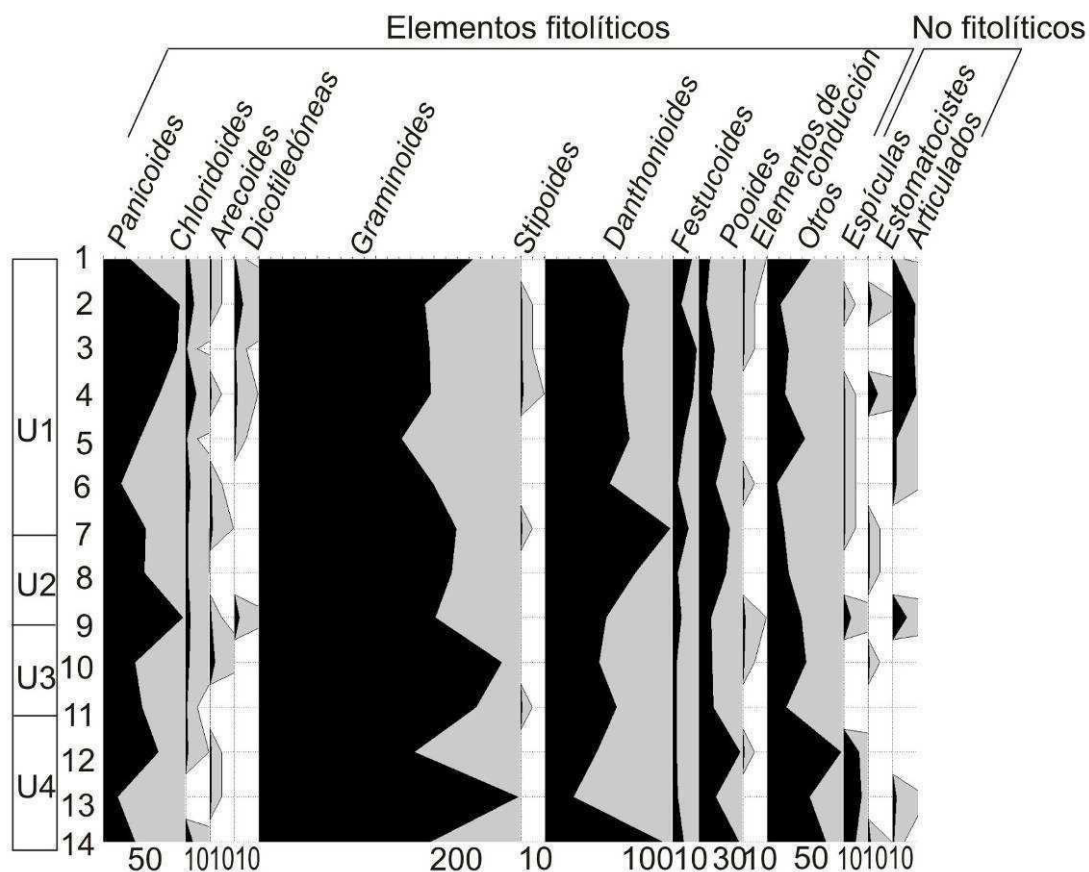 Elementos fitolíticos
No fitolíticos
Panicoides
Chloridoides
Arecoides
Dicotiledóneas
Graminoides
Stipoides
Danthonioides
Festucoides
Pooides
Elementos de
conducción
Otros
Espículas
Estomatocistes
Articulados
U1
U2
U3
U4
1
2
3
4
5
6
7
8
9
10
11
12
13
14
50 10 10 10 200 10 100 10 30 10 50 10 10 10